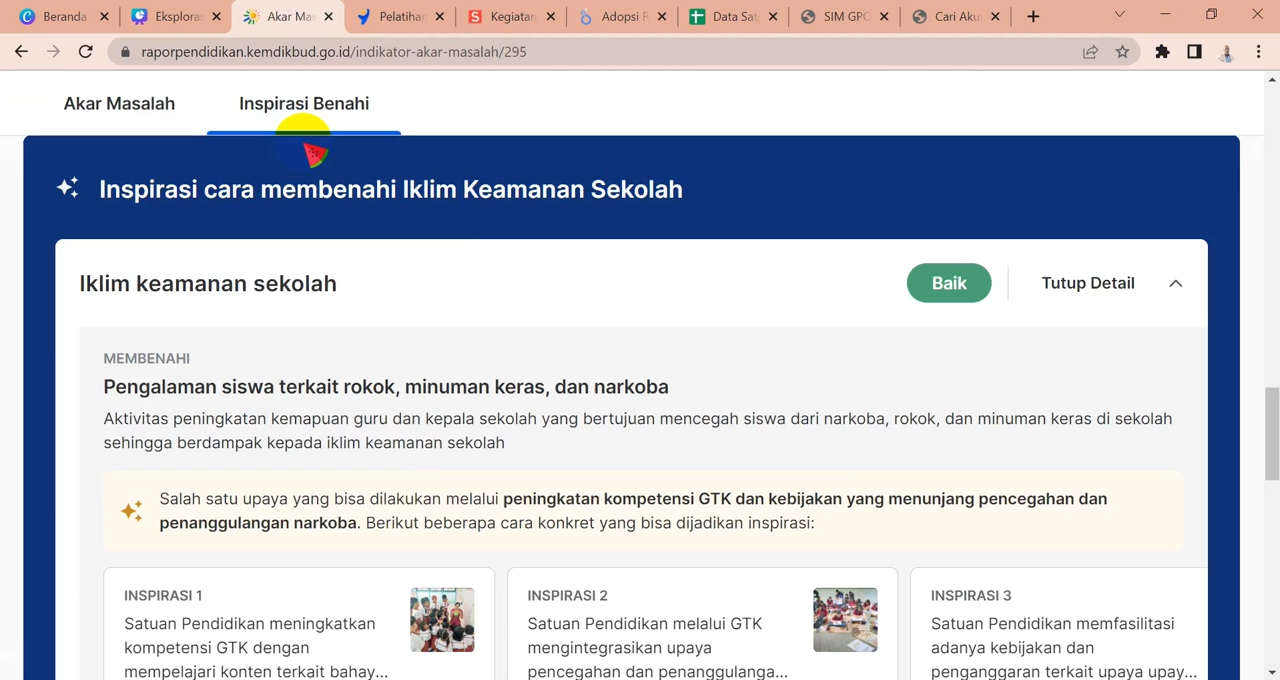 Beranda
Eksplora
Akar Mas
Pelatihan
Kegiatan
Adopsi R
Data Sat
SIM GPO
Cari Aku
raporpendidikan.kemdikbud.go.id/indikator-akar-masalah/295
Akar Masalah
Inspirasi Benahi
Inspirasi cara membenahi Iklim Keamanan Sekolah
Iklim keamanan sekolah
Baik
Tutup Detail
MEMBENAHI
Pengalaman siswa terkait rokok, minuman keras, dan narkoba
Aktivitas peningkatan kemapuan guru dan kepala sekolah yang bertujuan mencegah siswa dari narkoba, rokok, dan minuman keras di sekolah
sehingga berdampak kepada iklim keamanan sekolah
Salah satu upaya yang bisa dilakukan melalui peningkatan kompetensi GTK dan kebijakan yang menunjang pencegahan dan
penanggulangan narkoba. Berikut beberapa cara konkret yang bisa dijadikan inspirasi:
INSPIRASI 1
Satuan Pendidikan meningkatkan
kompetensi GTK dengan
mempelajari konten terkait bahay...
INSPIRASI 2
Satuan Pendidikan melalui GTK
mengintegrasikan upaya
pencegahan dan penanggulanga...
INSPIRASI 3
Satuan Pendidikan memfasilitasi
adanya kebijakan dan
penganggaran terkait upaya upay...